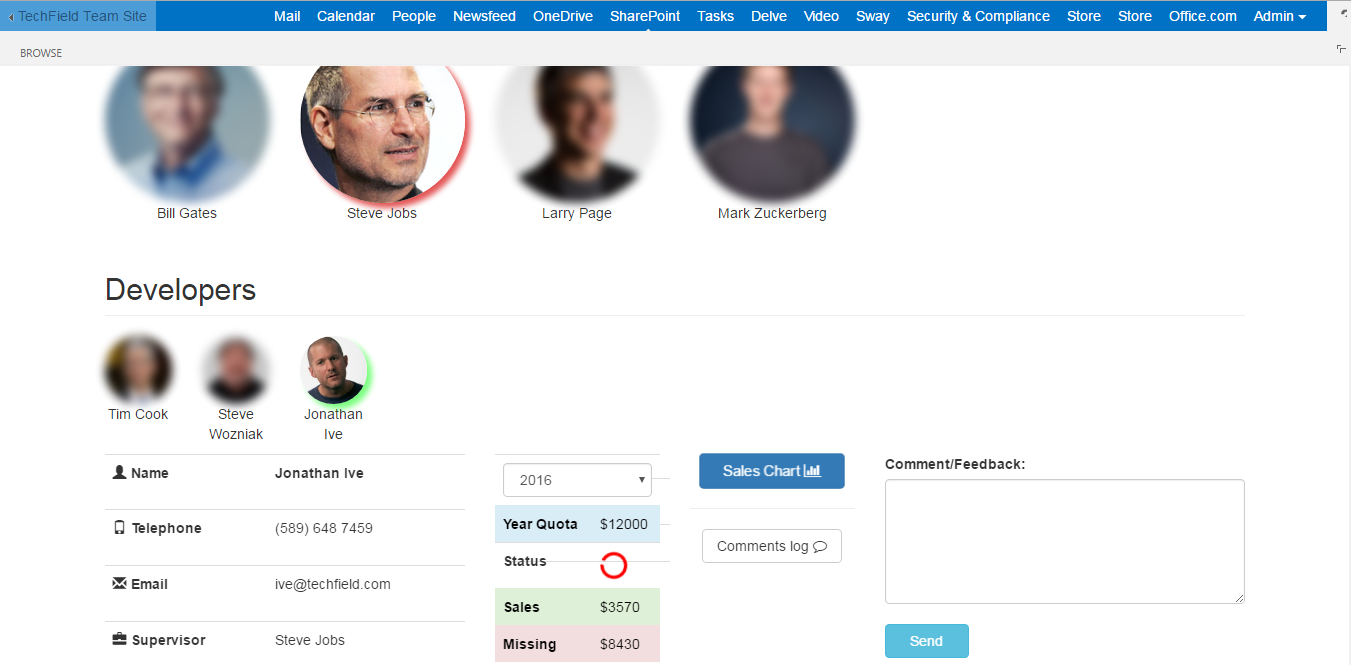 TechField Team Site
Mail Calendar People Newsfeed OneDrive SharePoint Tasks Delve Video Sway Security & Compliance Store Store Office.com Admin
BROWSE
Bill Gates Steve Jobs Larry Page Mark Zuckerberg
Developers
Tim Cook
Steve Wozniak
Jonathan Ive
Name Jonathan Ive
Telephone (589) 648 7459
Email ive@techfield.com
Supervisor Steve Jobs
2016
Year Quota $12000
Status
Sales $3570
Missing $8430
Sales Chart
Comments log
Comment/Feedback:
Send